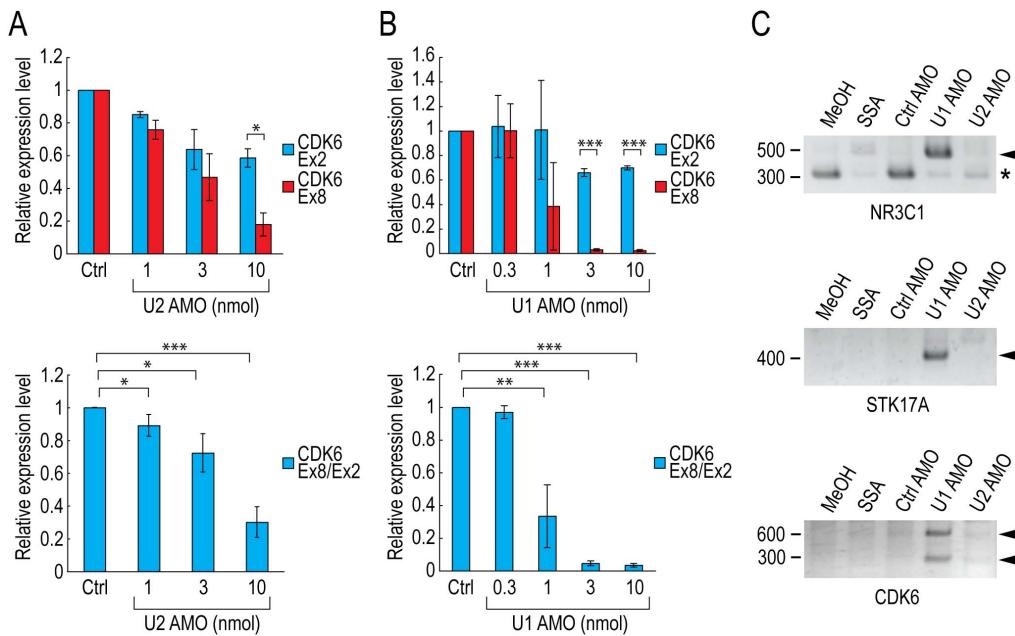 A
Relative expression level
1.2
1
0.8
0.6
0.4
0.2
0
*
CDK6
Ex2
CDK6
Ex8
Ctrl 1 3 10
U2 AMO (nmol)
Relative expression level
1.2
1
0.8
0.6
0.4
0.2
0
***
*
*
CDK6
Ex8/Ex2
Ctrl 1 3 10
U2 AMO (nmol)
B
Relative expression level
1.6
1.4
1.2
1.0
0.8
0.6
0.4
0.2
0
*** ***
CDK6
Ex2
CDK6
Ex8
Ctrl 0.3 1 3 10
U1 AMO (nmol)
Relative expression level
1.2
1
0.8
0.6
0.4
0.2
0
***
***
**
CDK6
Ex8/Ex2
Ctrl 0.3 1 3 10
U1 AMO (nmol)
C
MeOH SSA Ctrl AMO U1 AMO U2 AMO
500
300
*
NR3C1
MeOH SSA Ctrl AMO U1 AMO U2 AMO
400
STK17A
MeOH SSA Ctrl AMO U1 AMO U2 AMO
600
300
CDK6